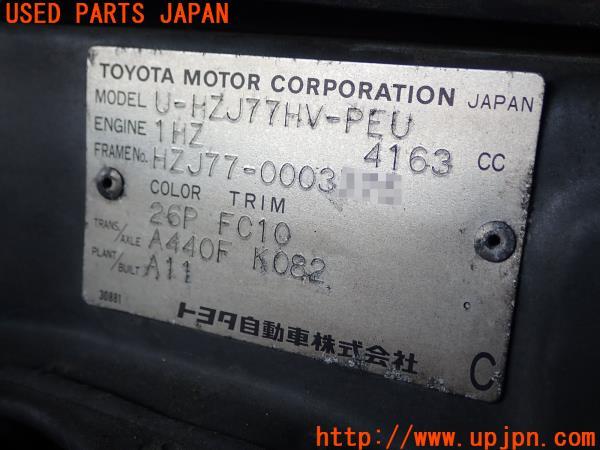 USED PARTS JAPAN
TOYOTA MOTOR CORPORATION JAPAN
MODEL U-HZJ77HV-PEU
ENGINE 1HZ 4163 CC
FRAME No. HZJ77-0003
COLOR TRIM
26P FC10
TRANS./AXLE A440F K082
PLANT/BUILT A11
30881
トヨタ自動車株式会社
C
http://www.upjpn.com/